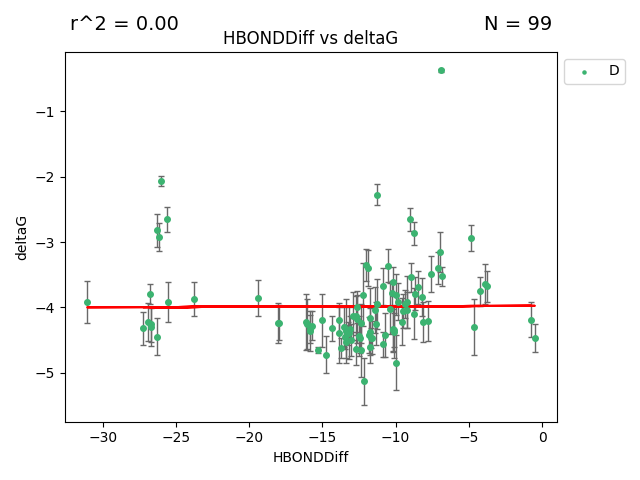 r^2 = 0.00
N = 99
HBONDDiff vs deltaG
D
deltaG
−1
−2
−3
−4
−5
−30 −25 −20 −15 −10 −5 0
HBONDDiff